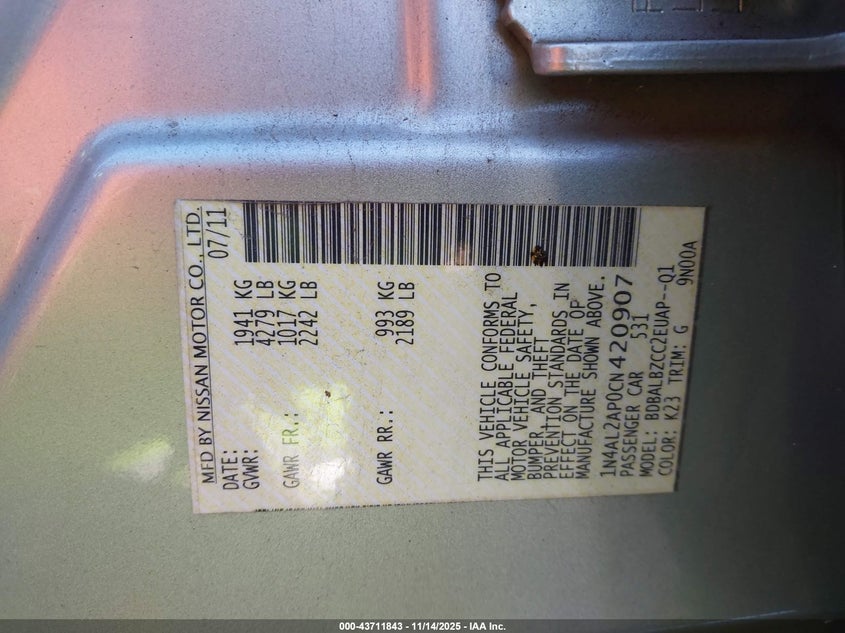 MFD BY NISSAN MOTOR CO., LTD.
DATE: 07/11
GVWR: 1941 KG
4279 LB
GAWR FR.: 1017 KG
2242 LB
GAWR RR.: 993 KG
2189 LB
THIS VEHICLE CONFORMS TO
ALL APPLICABLE FEDERAL
MOTOR VEHICLE SAFETY,
BUMPER, AND THEFT
PREVENTION STANDARDS IN
EFFECT ON THE DATE OF
MANUFACTURE SHOWN ABOVE.
1N4AL2AP0CN420907
PASSENGER CAR 531
MODEL: BDBALBZCC2EUAP--Q1
COLOR: K23 TRIM: G 9N00A
000-43711843 - 11/14/2025 - IAA Inc.